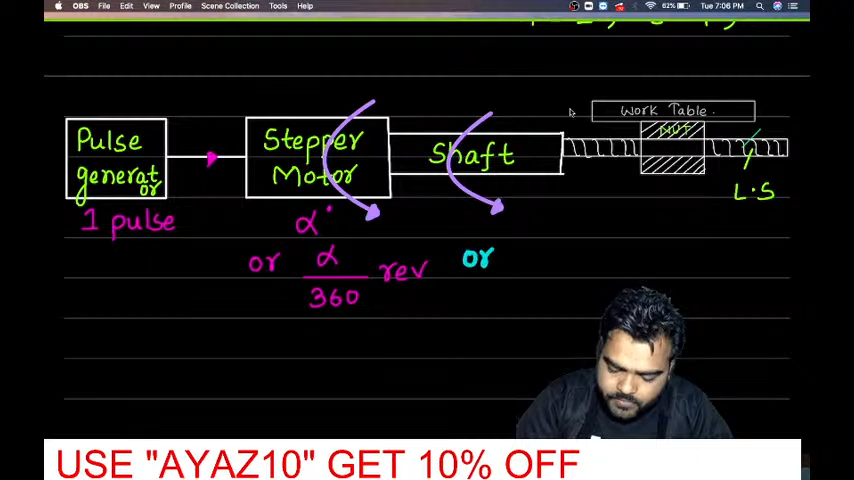 OBS File Edit View Profile Scene Collection Tools Help 62% Tue 7:06 PM
Work Table.
Pulse generator
Stepper Motor
Shaft
NUT
L.S
1 pulse
α°
or α/360 rev
or
USE "AYAZ10" GET 10% OFF